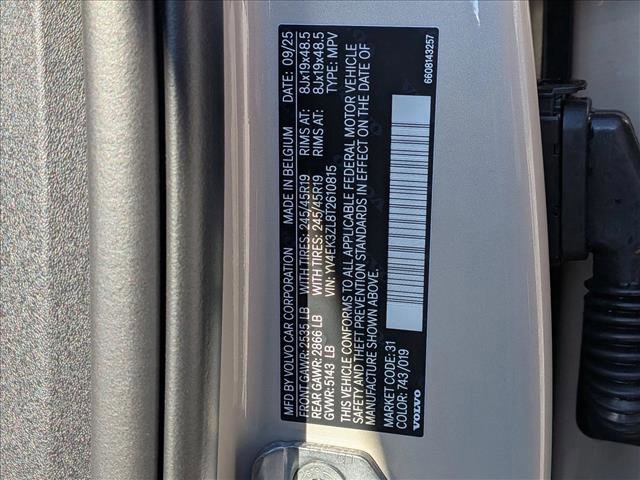 MFD BY VOLVO CAR CORPORATION MADE IN BELGIUM DATE: 09/25
FRONT GAWR: 2535 LB WITH TIRES: 245/45R19 RIMS AT: 8Jx19x48.5
REAR GAWR: 2866 LB WITH TIRES: 245/45R19 RIMS AT: 8Jx19x48.5
GVWR: 5143 LB VIN: YV4EK3ZL8T2610815 TYPE: MPV
THIS VEHICLE CONFORMS TO ALL APPLICABLE FEDERAL MOTOR VEHICLE
SAFETY AND THEFT PREVENTION STANDARDS IN EFFECT ON THE DATE OF
MANUFACTURE SHOWN ABOVE.
MARKET CODE: 31
COLOR: 743/019
VOLVO 6608143257